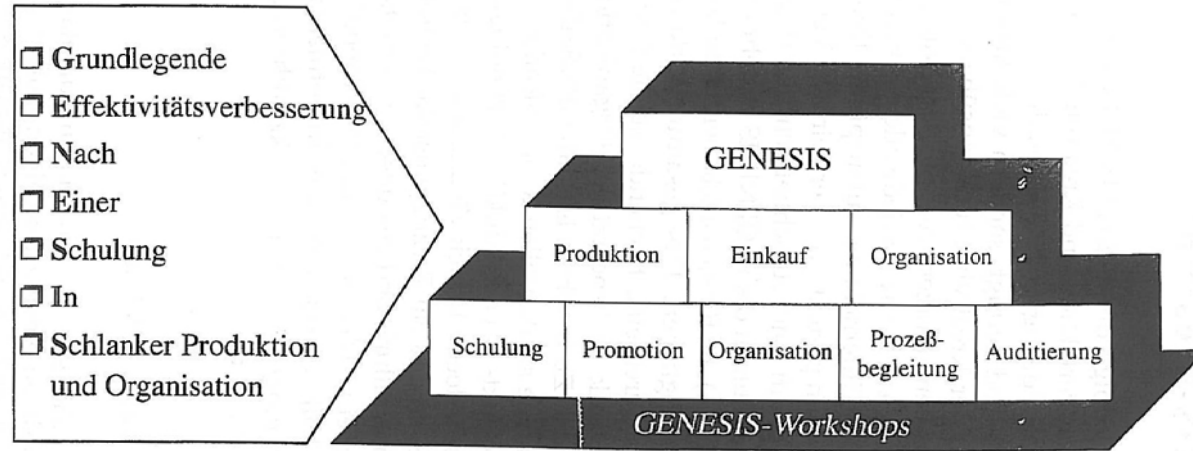 Grundlegende
Effektivitätsverbesserung
Nach
Einer
Schulung
In
Schlanker Produktion
und Organisation
GENESIS
Produktion
Einkauf
Organisation
Schulung
Promotion
Organisation
Prozeß-
begleitung
Auditierung
GENESIS-Workshops